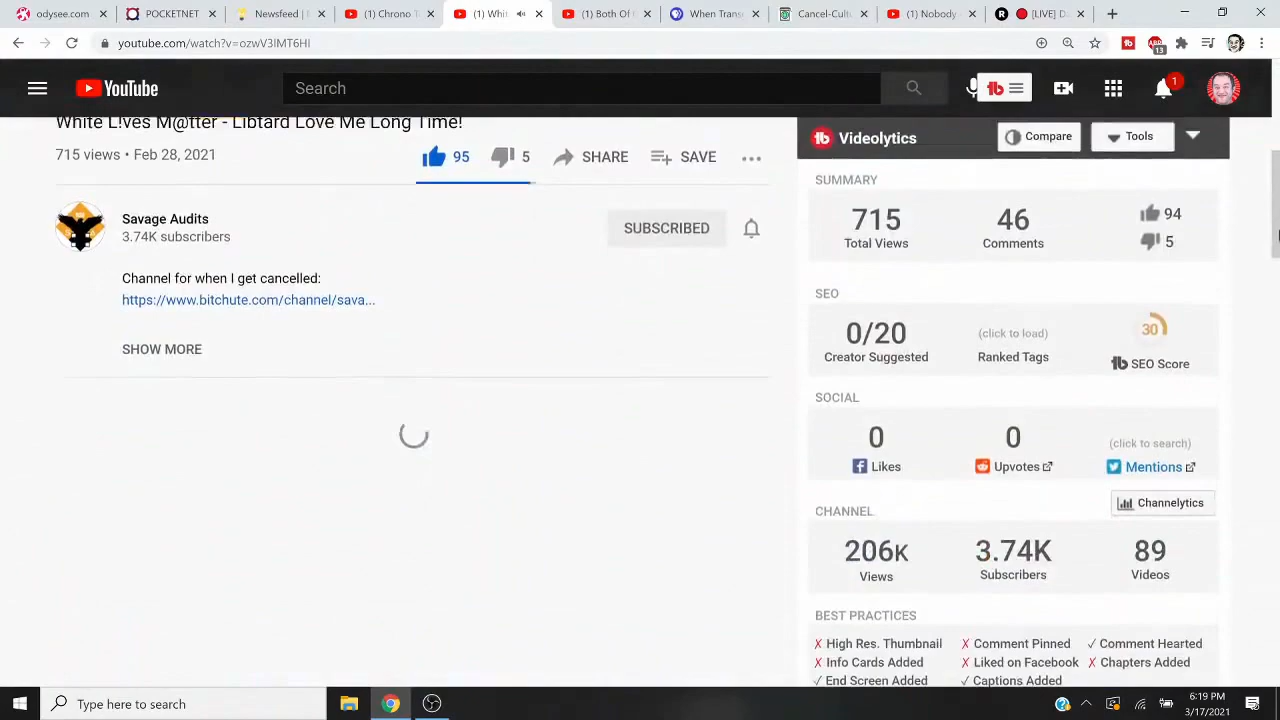 odysee.com
POCKETNET
Newsfeed
(1) Chrono T
(1) Whit
(1) Both Of
When Trans
Cancel-Cult
(1) Nobody
[LIVE] D
youtube.com/watch?v=ozwV3IMT6HI
13
YouTube
Search
1
White L!ves M@tter - Libtard Love Me Long Time!
715 views • Feb 28, 2021
95
5
SHARE
SAVE
Savage Audits
3.74K subscribers
SUBSCRIBED
Channel for when I get cancelled:
https://www.bitchute.com/channel/sava...
SHOW MORE
Videolytics
Compare
Tools
SUMMARY
715
46
94
Total Views
Comments
5
SEO
0/20
(click to load)
30
Creator Suggested
Ranked Tags
SEO Score
SOCIAL
0
0
(click to search)
Likes
Upvotes
Mentions
Channelytics
CHANNEL
206K
3.74K
89
Views
Subscribers
Videos
BEST PRACTICES
X High Res. Thumbnail
X Comment Pinned
✓ Comment Hearted
X Info Cards Added
X Liked on Facebook
X Chapters Added
✓ End Screen Added
✓ Captions Added
Type here to search
6:19 PM
3/17/2021